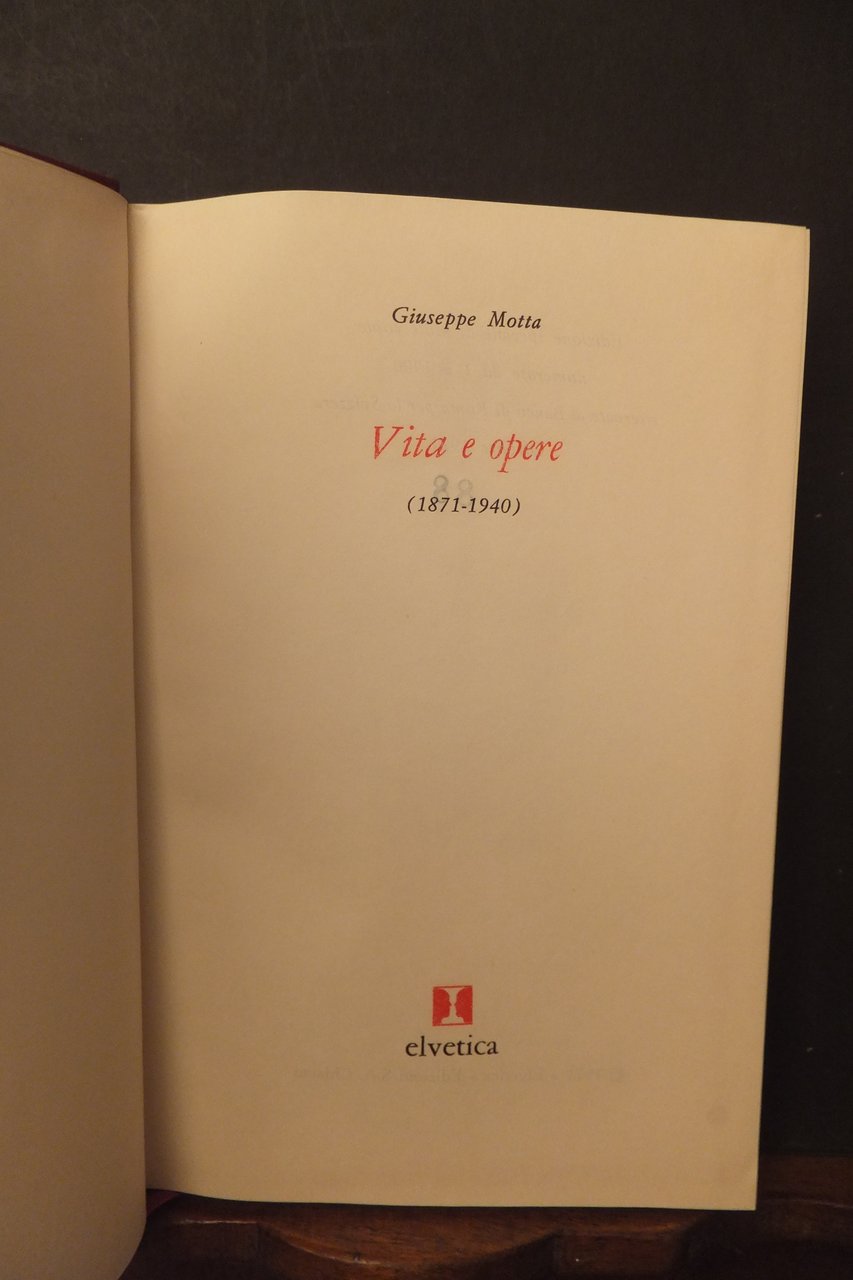 Giuseppe Motta
Vita e opere
(1871-1940)
elvetica